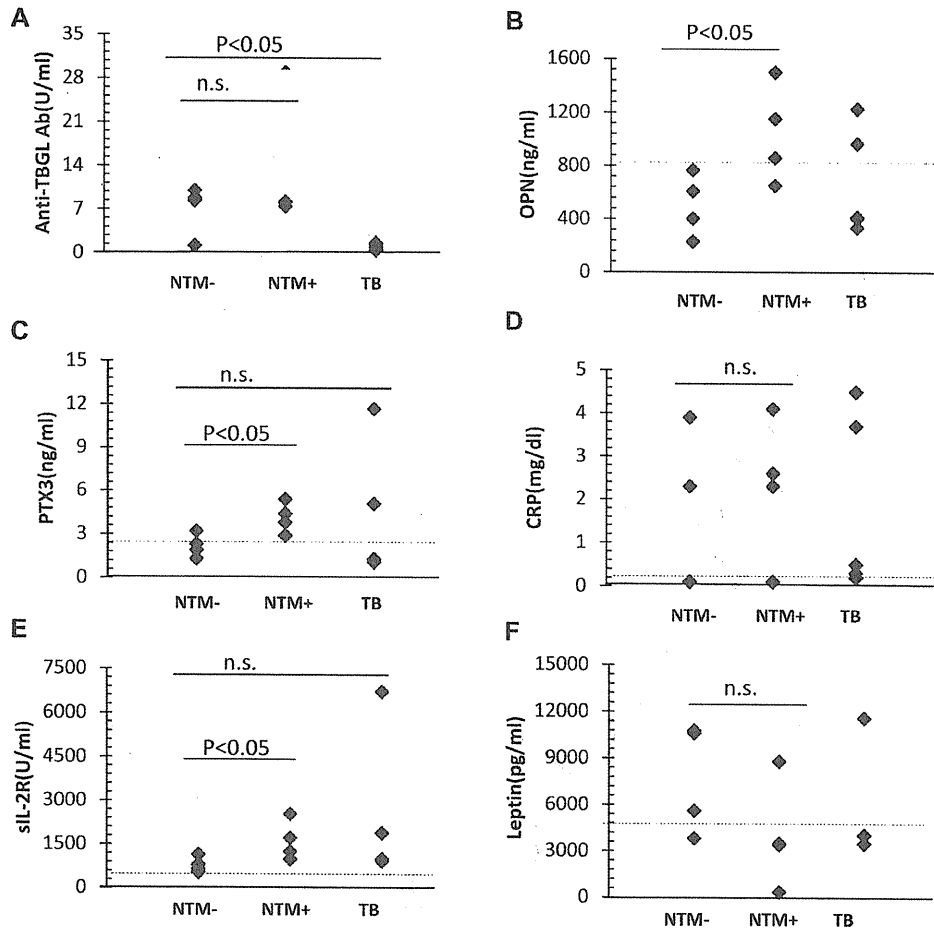 A
Anti-TBGL Ab(U/ml)
35
28
21
14
7
0
P<0.05
n.s.
NTM-
NTM+
TB
B
OPN(ng/ml)
1600
1200
800
400
0
P<0.05
NTM-
NTM+
TB
C
PTX3(ng/ml)
15
12
9
6
3
0
n.s.
P<0.05
NTM-
NTM+
TB
D
CRP(mg/dl)
5
4
3
2
1
0
n.s.
NTM-
NTM+
TB
E
sIL-2R(U/ml)
7500
6000
4500
3000
1500
0
n.s.
P<0.05
NTM-
NTM+
TB
F
Leptin(pg/ml)
15000
12000
9000
6000
3000
0
n.s.
NTM-
NTM+
TB